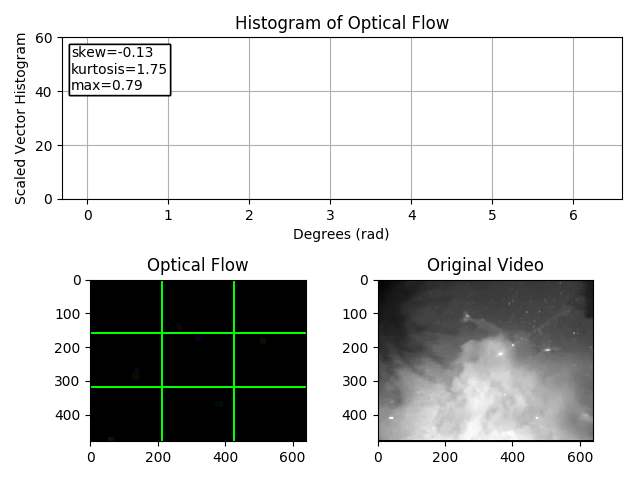 Histogram of Optical Flow
Scaled Vector Histogram
60
40
20
0
skew=-0.13
kurtosis=1.75
max=0.79
0 1 2 3 4 5 6
Degrees (rad)
Optical Flow
0
100
200
300
400
0 200 400 600
Original Video
0
100
200
300
400
0 200 400 600